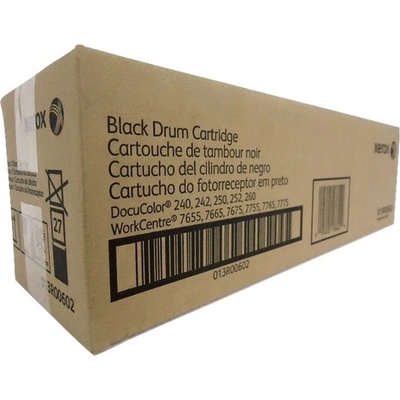 xerox
27
013R00602
Black Drum Cartridge
Cartouche de tambour noir
Cartucho del cilindro de negro
Cartucho do fotorreceptor em preto
DocuColor® 240, 242, 250, 252, 260
WorkCentre® 7655, 7665, 7675, 7755, 7765, 7775
013R00602
xerox